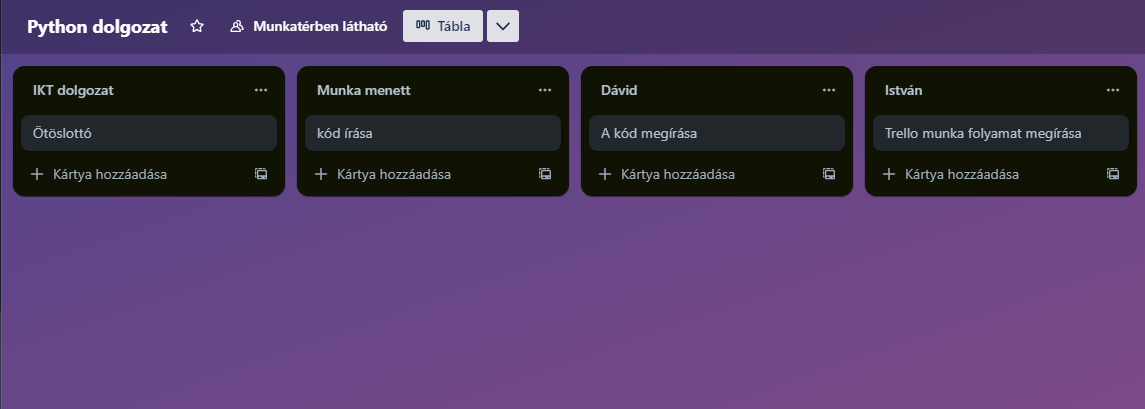 Python dolgozat
Munkatérben látható
Tábla
IKT dolgozat
Ötöslottó
Kártya hozzáadása
Munka menett
kód írása
Kártya hozzáadása
Dávid
A kód megírása
Kártya hozzáadása
István
Trello munka folyamat megírása
Kártya hozzáadása